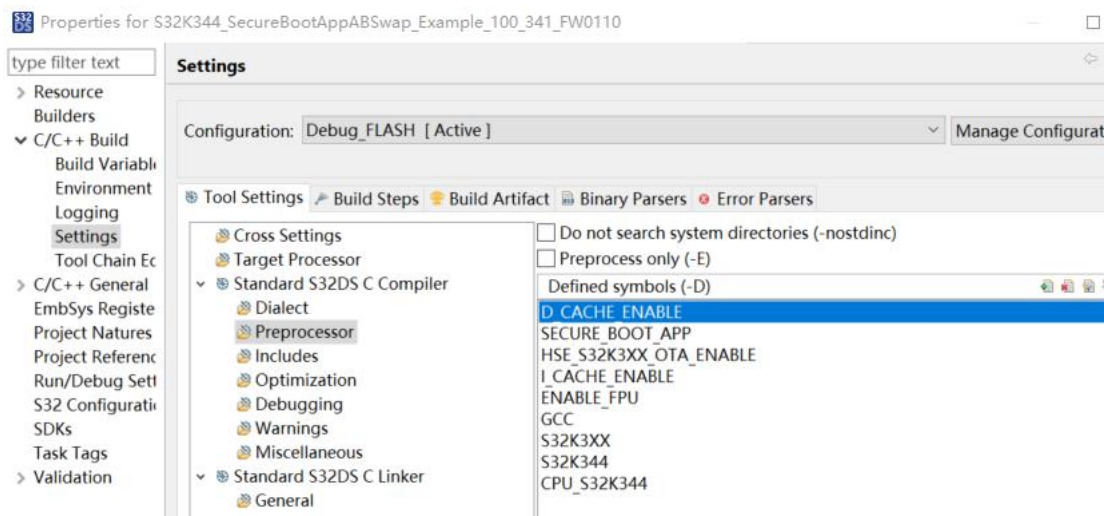 S32
DS
Properties for S32K344_SecureBootAppABSwap_Example_100_341_FW0110
type filter text
Settings
Resource
Builders
C/C++ Build
Build Variable
Environment
Logging
Settings
Tool Chain Ec
C/C++ General
EmbSys Registe
Project Natures
Project Referenc
Run/Debug Sett
S32 Configuratio
SDKs
Task Tags
Validation
Configuration: Debug_FLASH [ Active ]
Manage Configurat
Tool Settings Build Steps Build Artifact Binary Parsers Error Parsers
Cross Settings
Target Processor
Standard S32DS C Compiler
Dialect
Preprocessor
Includes
Optimization
Debugging
Warnings
Miscellaneous
Standard S32DS C Linker
General
Do not search system directories (-nostdinc)
Preprocess only (-E)
Defined symbols (-D)
D_CACHE_ENABLE
SECURE_BOOT_APP
HSE_S32K3XX_OTA_ENABLE
I_CACHE_ENABLE
ENABLE_FPU
GCC
S32K3XX
S32K344
CPU_S32K344